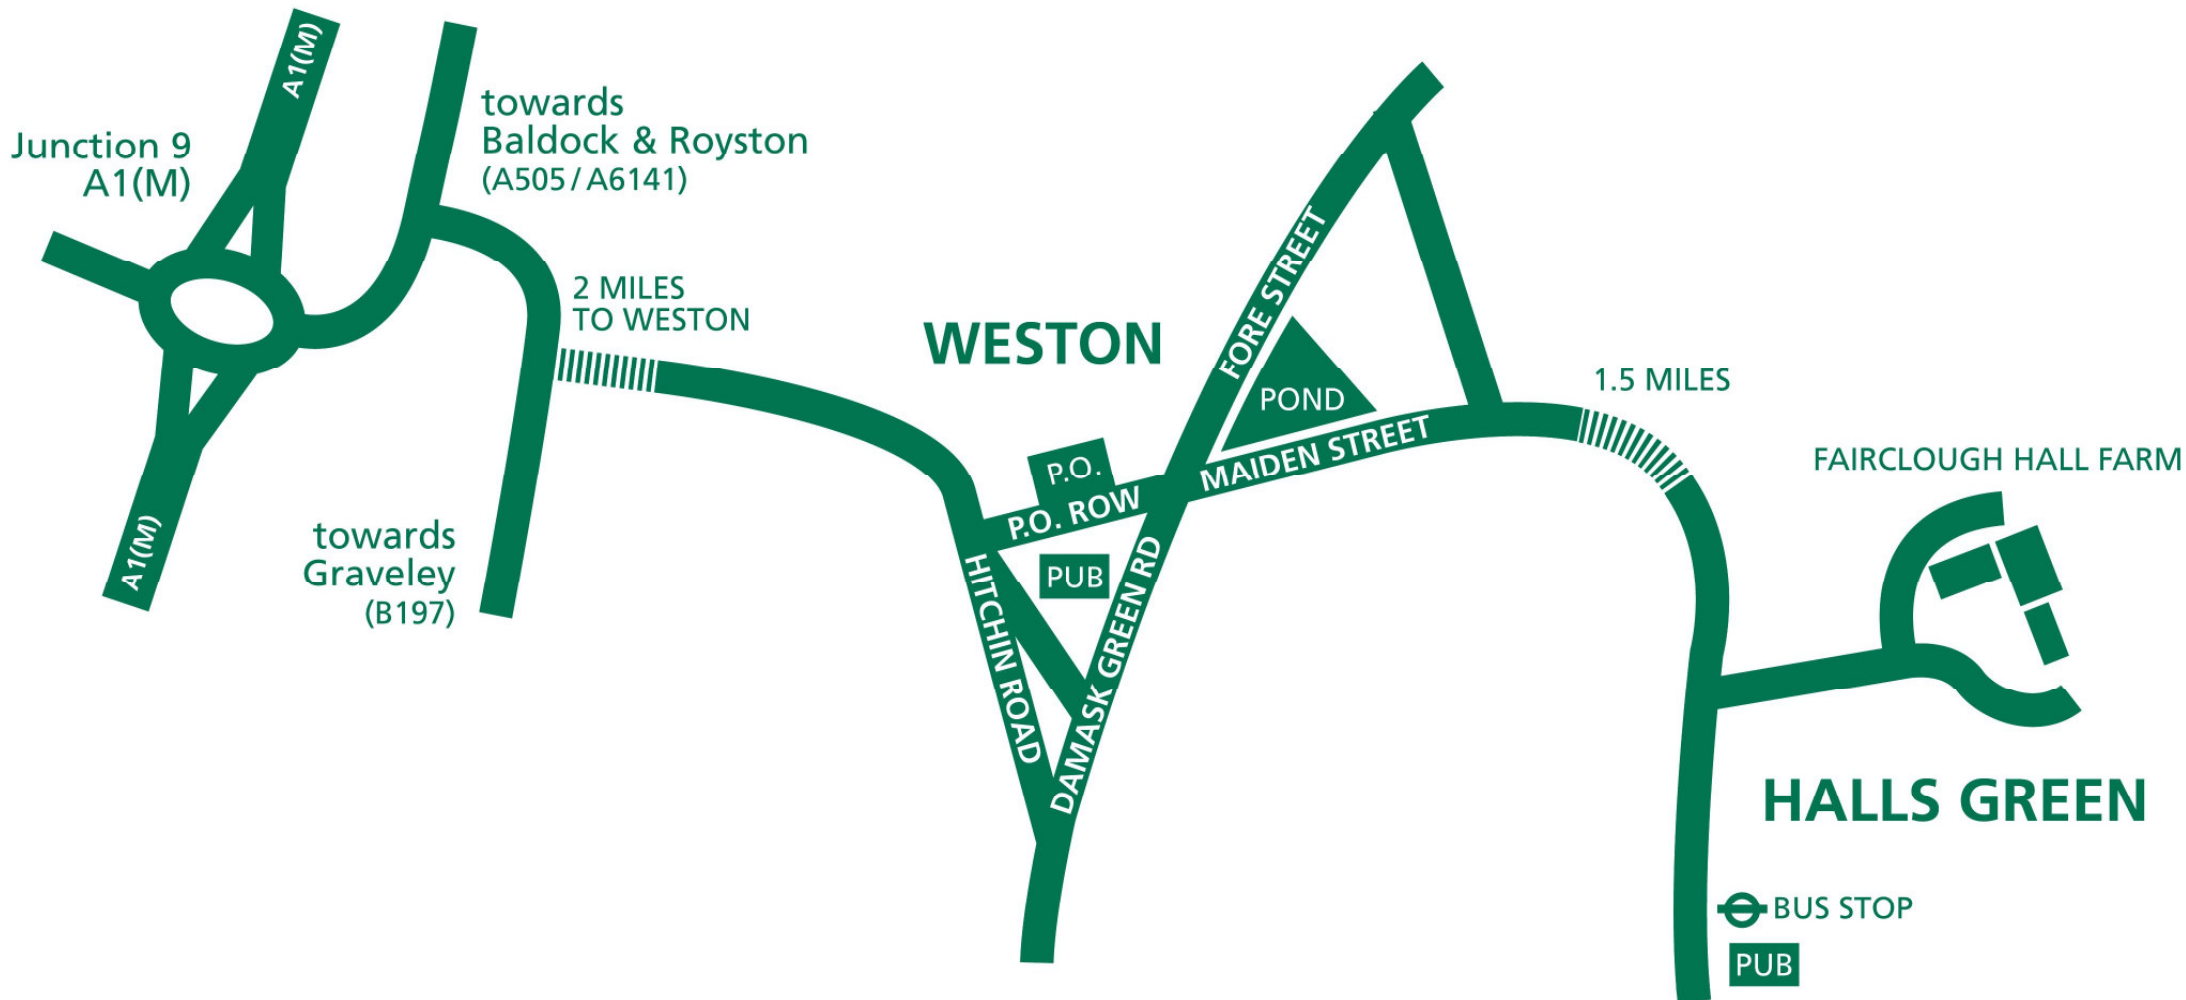 A1(M)
Junction 9
A1(M)
towards
Baldock & Royston
(A505 / A6141)
2 MILES
TO WESTON
A1(M)
towards
Graveley
(B197)
WESTON
FORE STREET
POND
MAIDEN STREET
P.O.
P.O. ROW
PUB
HITCHIN ROAD
DAMASK GREEN RD
1.5 MILES
FAIRCLOUGH HALL FARM
HALLS GREEN
BUS STOP
PUB